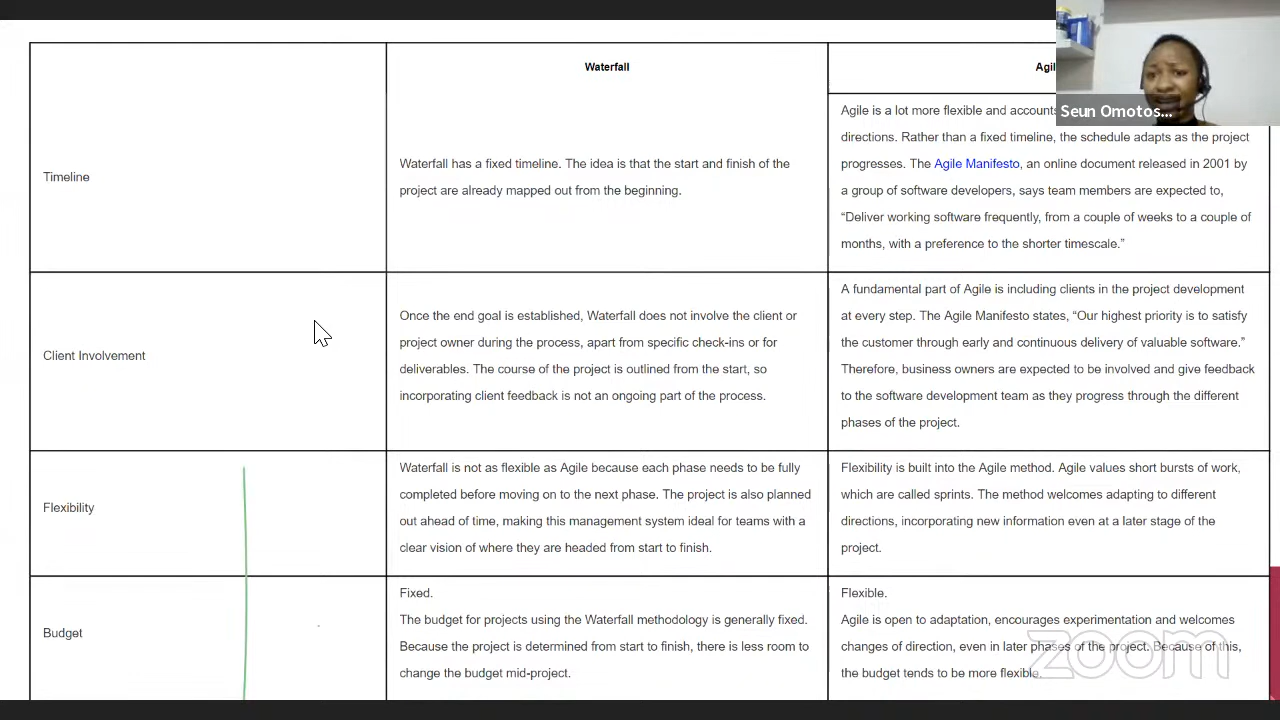 Waterfall
Agil
Seun Omotos...
Timeline
Waterfall has a fixed timeline. The idea is that the start and finish of the
project are already mapped out from the beginning.
Agile is a lot more flexible and accounts
directions. Rather than a fixed timeline, the schedule adapts as the project
progresses. The Agile Manifesto, an online document released in 2001 by
a group of software developers, says team members are expected to,
“Deliver working software frequently, from a couple of weeks to a couple of
months, with a preference to the shorter timescale.”
Client Involvement
Once the end goal is established, Waterfall does not involve the client or
project owner during the process, apart from specific check-ins or for
deliverables. The course of the project is outlined from the start, so
incorporating client feedback is not an ongoing part of the process.
A fundamental part of Agile is including clients in the project development
at every step. The Agile Manifesto states, “Our highest priority is to satisfy
the customer through early and continuous delivery of valuable software.”
Therefore, business owners are expected to be involved and give feedback
to the software development team as they progress through the different
phases of the project.
Flexibility
Waterfall is not as flexible as Agile because each phase needs to be fully
completed before moving on to the next phase. The project is also planned
out ahead of time, making this management system ideal for teams with a
clear vision of where they are headed from start to finish.
Flexibility is built into the Agile method. Agile values short bursts of work,
which are called sprints. The method welcomes adapting to different
directions, incorporating new information even at a later stage of the
project.
Budget
Fixed.
The budget for projects using the Waterfall methodology is generally fixed.
Because the project is determined from start to finish, there is less room to
change the budget mid-project.
Flexible.
Agile is open to adaptation, encourages experimentation and welcomes
changes of direction, even in later phases of the project. Because of this,
the budget tends to be more flexible.
zoom